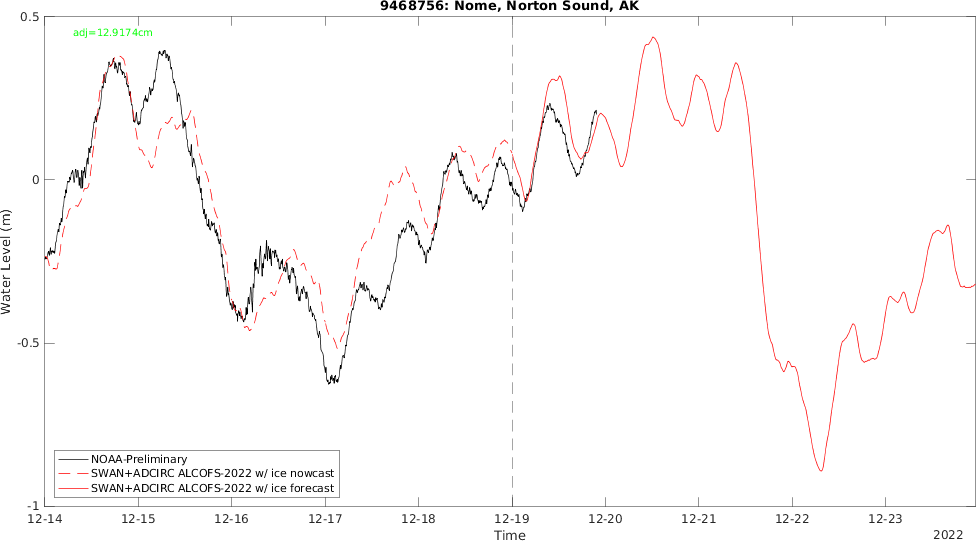 9468756: Nome, Norton Sound, AK
adj=12.9174cm
0.5
0
-0.5
-1
Water Level (m)
NOAA-Preliminary
SWAN+ADCIRC ALCOFS-2022 w/ ice nowcast
SWAN+ADCIRC ALCOFS-2022 w/ ice forecast
12-14 12-15 12-16 12-17 12-18 12-19 12-20 12-21 12-22 12-23
Time
2022